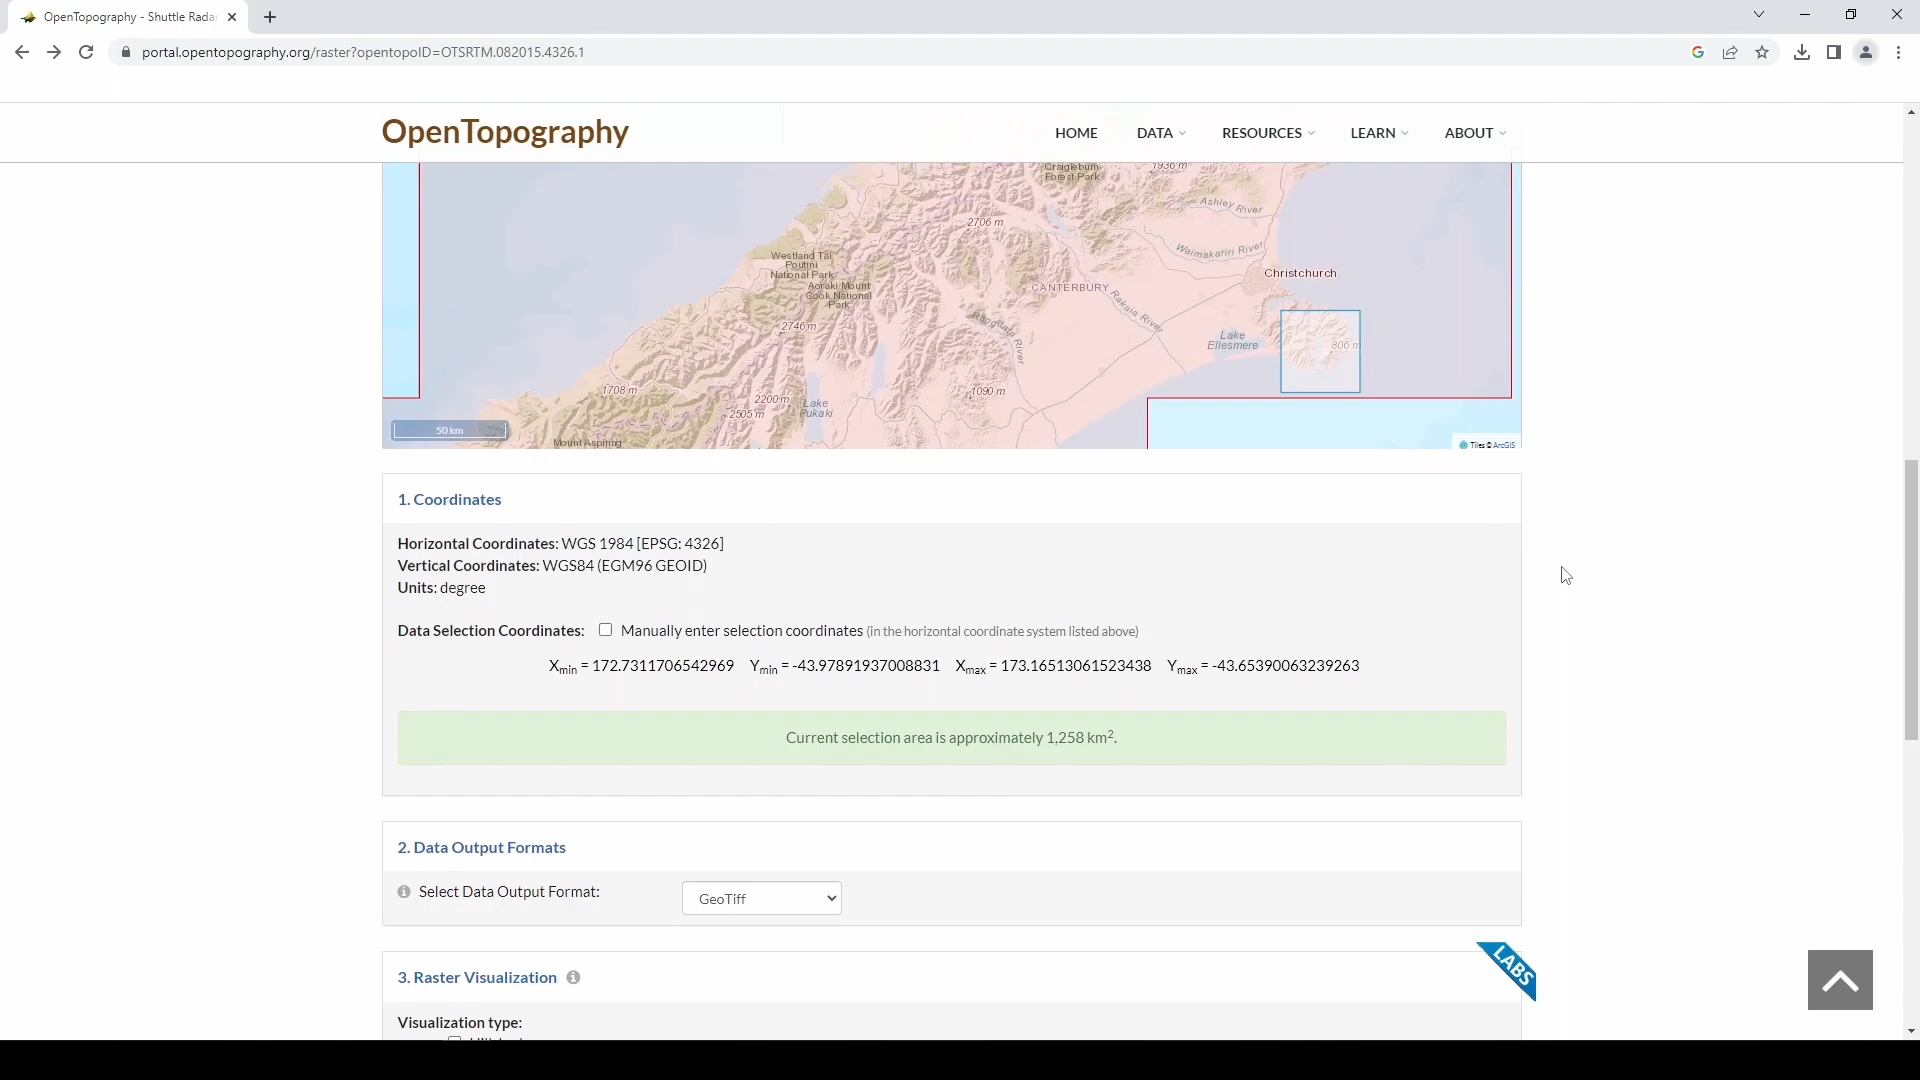 OpenTopography - Shuttle Rada
portal.opentopography.org/raster?opentopoID=OTSRTM.082015.4326.1
OpenTopography
HOME DATA RESOURCES LEARN ABOUT
Craigieburn
Forest Park
1936 m
Ashley River
2706 m
Waimakariri River
Westland Tai
Poutini
National Park
Christchurch
Aoraki Mount
Cook National
Park
CANTERBURY
Rakaia River
Rangitata River
2746 m
Lake
Ellesmere
806 m
1708 m
2200 m
1090 m
Lake
Pukaki
2505 m
50 km
Mount Aspiring
Tiles © ArcGIS
1. Coordinates
Horizontal Coordinates: WGS 1984 [EPSG: 4326]
Vertical Coordinates: WGS84 (EGM96 GEOID)
Units: degree
Data Selection Coordinates: Manually enter selection coordinates (in the horizontal coordinate system listed above)
Xmin = 172.7311706542969 Ymin = -43.97891937008831 Xmax = 173.16513061523438 Ymax = -43.65390063239263
Current selection area is approximately 1,258 km2.
2. Data Output Formats
Select Data Output Format: GeoTiff
3. Raster Visualization
LABS
Visualization type: